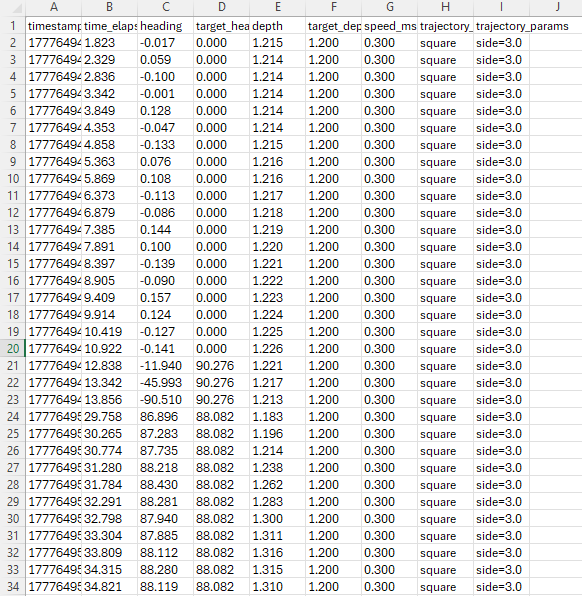 A B C D E F G H I J
1 timestamp time_elaps heading target_hea depth target_dep speed_ms trajectory_ trajectory_params
2 17776494 1.823 -0.017 0.000 1.215 1.200 0.300 square side=3.0
3 17776494 2.329 0.059 0.000 1.214 1.200 0.300 square side=3.0
4 17776494 2.836 -0.100 0.000 1.214 1.200 0.300 square side=3.0
5 17776494 3.342 -0.001 0.000 1.214 1.200 0.300 square side=3.0
6 17776494 3.849 0.128 0.000 1.214 1.200 0.300 square side=3.0
7 17776494 4.353 -0.047 0.000 1.214 1.200 0.300 square side=3.0
8 17776494 4.858 -0.133 0.000 1.215 1.200 0.300 square side=3.0
9 17776494 5.363 0.076 0.000 1.216 1.200 0.300 square side=3.0
10 17776494 5.869 0.108 0.000 1.216 1.200 0.300 square side=3.0
11 17776494 6.373 -0.113 0.000 1.217 1.200 0.300 square side=3.0
12 17776494 6.879 -0.086 0.000 1.218 1.200 0.300 square side=3.0
13 17776494 7.385 0.144 0.000 1.219 1.200 0.300 square side=3.0
14 17776494 7.891 0.100 0.000 1.220 1.200 0.300 square side=3.0
15 17776494 8.397 -0.139 0.000 1.221 1.200 0.300 square side=3.0
16 17776494 8.905 -0.090 0.000 1.222 1.200 0.300 square side=3.0
17 17776494 9.409 0.157 0.000 1.223 1.200 0.300 square side=3.0
18 17776494 9.914 0.124 0.000 1.224 1.200 0.300 square side=3.0
19 17776494 10.419 -0.127 0.000 1.225 1.200 0.300 square side=3.0
20 17776494 10.922 -0.141 0.000 1.226 1.200 0.300 square side=3.0
21 17776494 12.838 -11.940 90.276 1.221 1.200 0.300 square side=3.0
22 17776494 13.342 -45.993 90.276 1.217 1.200 0.300 square side=3.0
23 17776494 13.856 -90.510 90.276 1.213 1.200 0.300 square side=3.0
24 17776495 29.758 86.896 88.082 1.183 1.200 0.300 square side=3.0
25 17776495 30.265 87.283 88.082 1.196 1.200 0.300 square side=3.0
26 17776495 30.774 87.735 88.082 1.214 1.200 0.300 square side=3.0
27 17776495 31.280 88.218 88.082 1.238 1.200 0.300 square side=3.0
28 17776495 31.784 88.430 88.082 1.262 1.200 0.300 square side=3.0
29 17776495 32.291 88.281 88.082 1.283 1.200 0.300 square side=3.0
30 17776495 32.798 87.940 88.082 1.300 1.200 0.300 square side=3.0
31 17776495 33.304 87.885 88.082 1.311 1.200 0.300 square side=3.0
32 17776495 33.809 88.112 88.082 1.316 1.200 0.300 square side=3.0
33 17776495 34.315 88.280 88.082 1.315 1.200 0.300 square side=3.0
34 17776495 34.821 88.119 88.082 1.310 1.200 0.300 square side=3.0